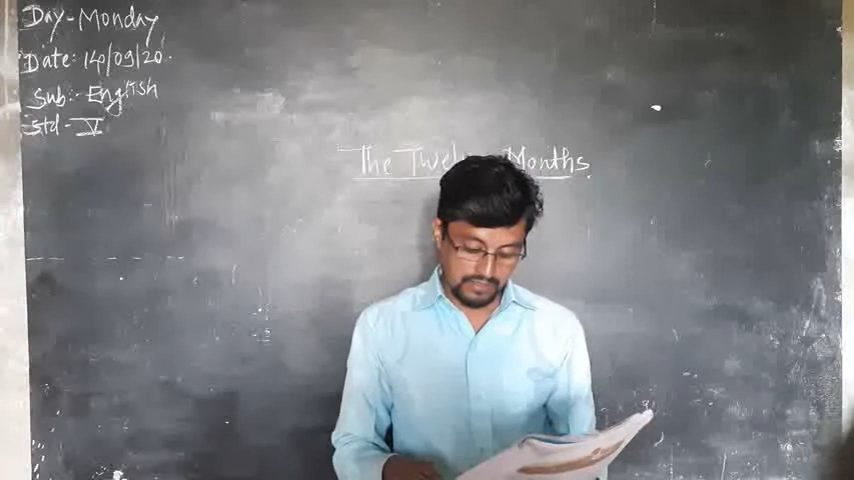 Day-Monday
Date: 14/09/20.
Sub:- English
Std - V
The Months